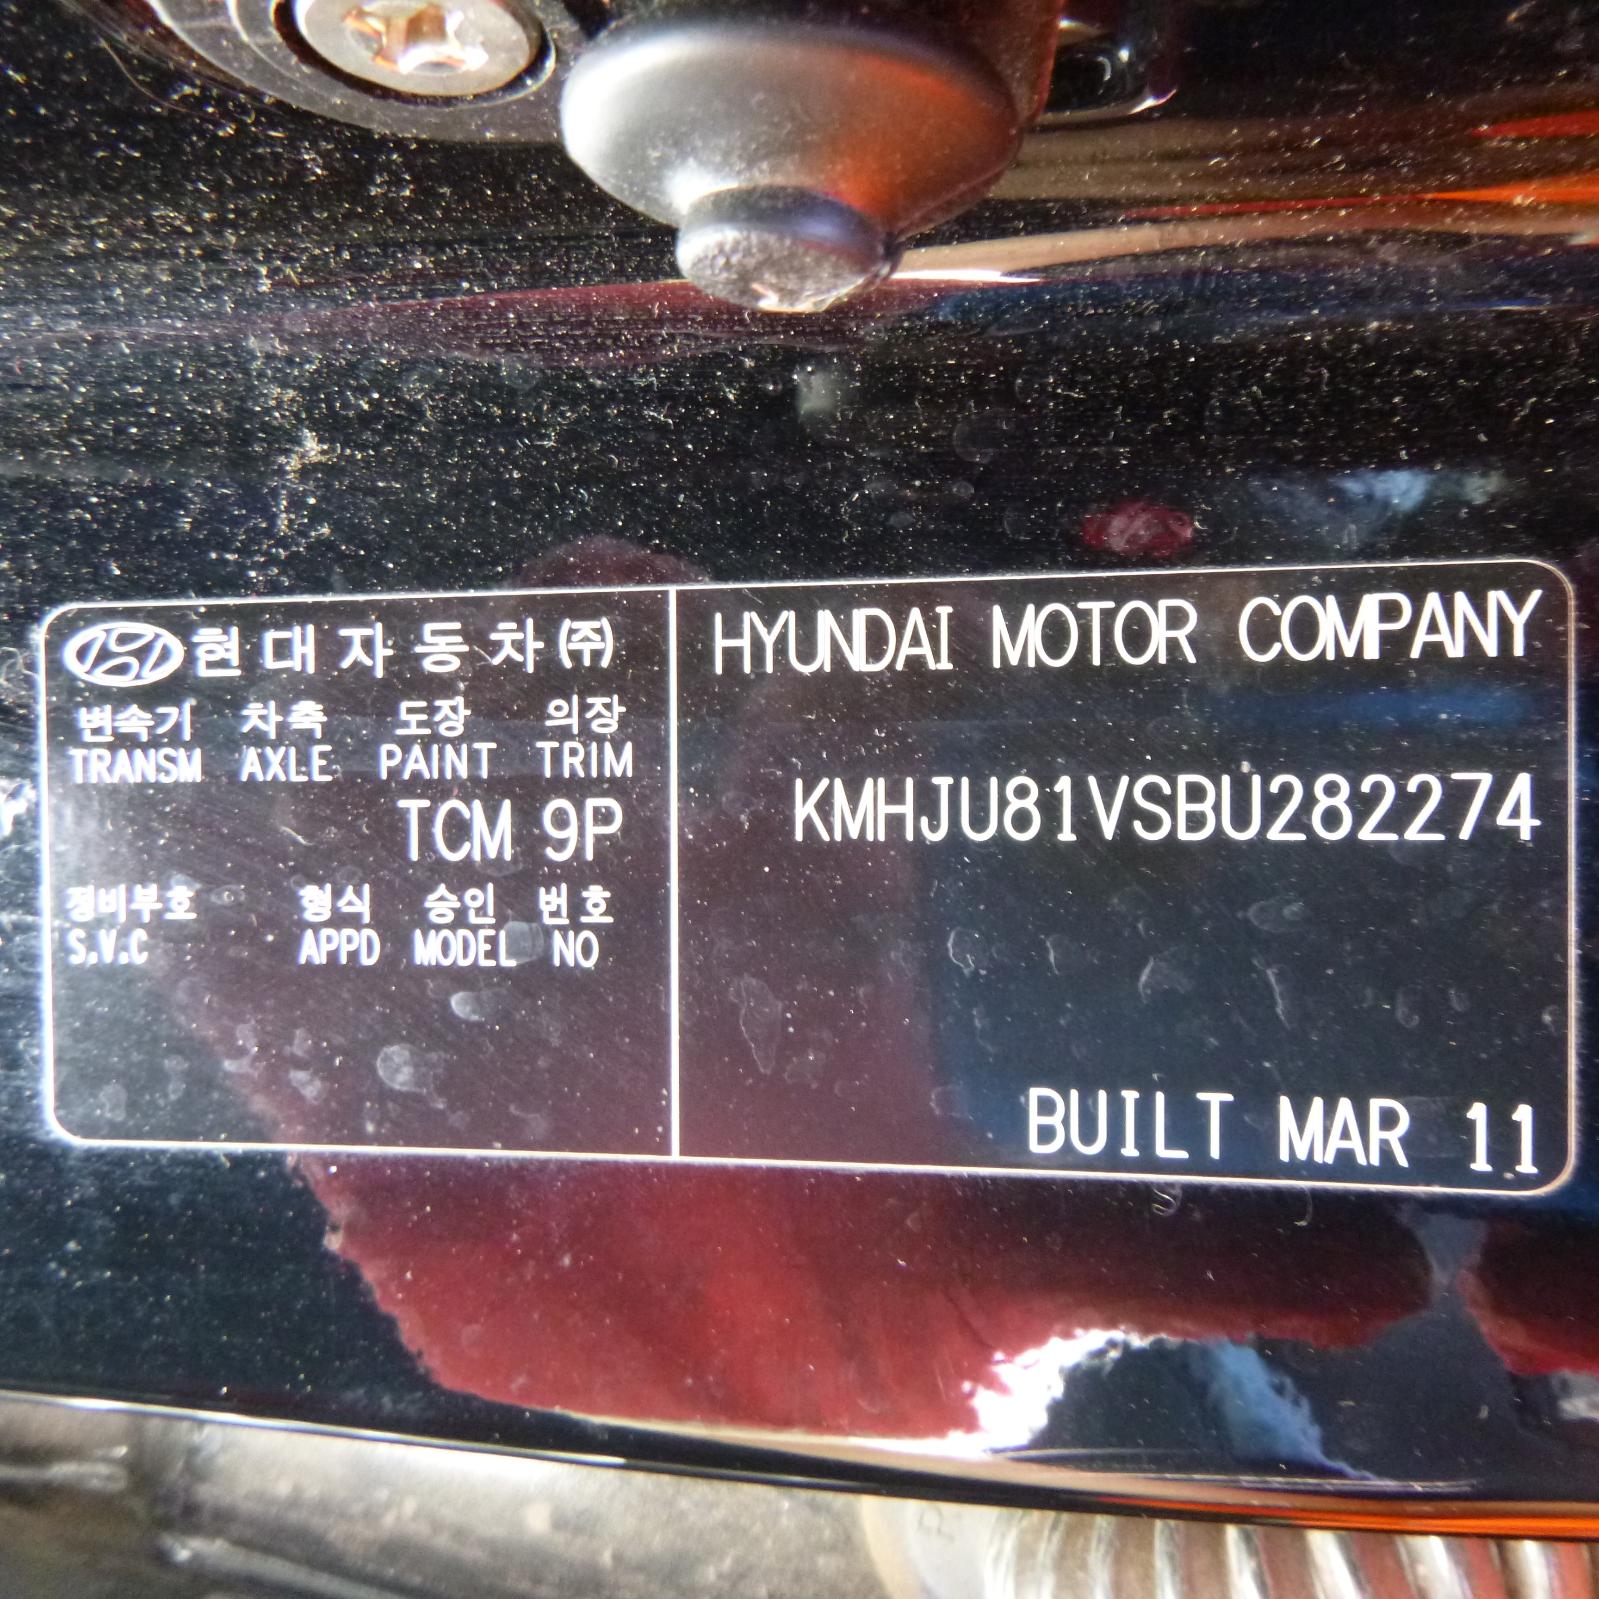 현대자동차(주)
변속기 차축 도장 의장
TRANSM AXLE PAINT TRIM
TCM 9P
정비부호 형식 승인 번호
S.V.C APPD MODEL NO
HYUNDAI MOTOR COMPANY
KMHJU81VSBU282274
BUILT MAR 11